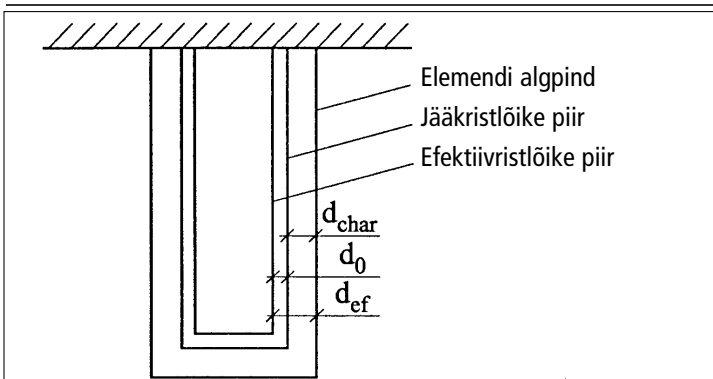 Elemendi algpind
Jääkristlõike piir
Efektiivristlõike piir
d_char
d_0
d_ef